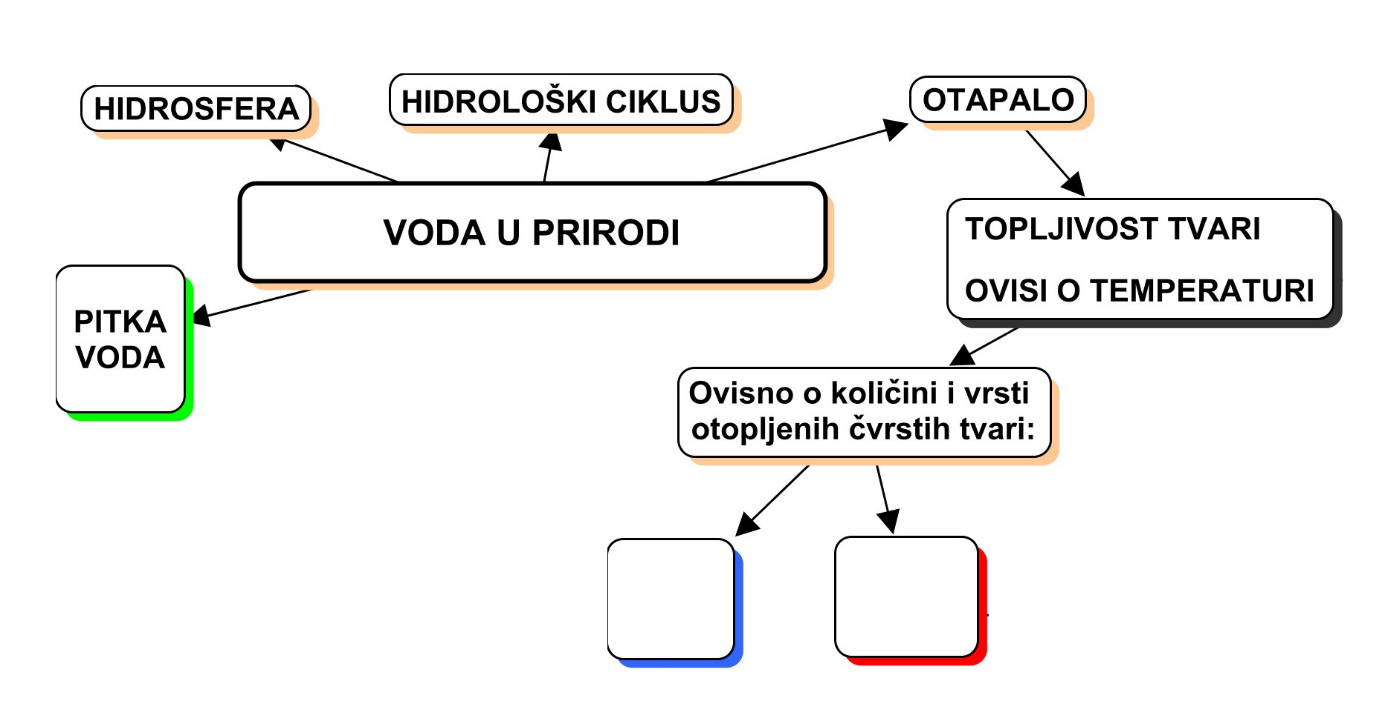 HIDROSFERA
HIDROLOŠKI CIKLUS
OTAPALO
VODA U PRIRODI
TOPLJIVOST TVARI
OVISI O TEMPERATURI
PITKA
VODA
Ovisno o količini i vrsti
otopljenih čvrstih tvari: